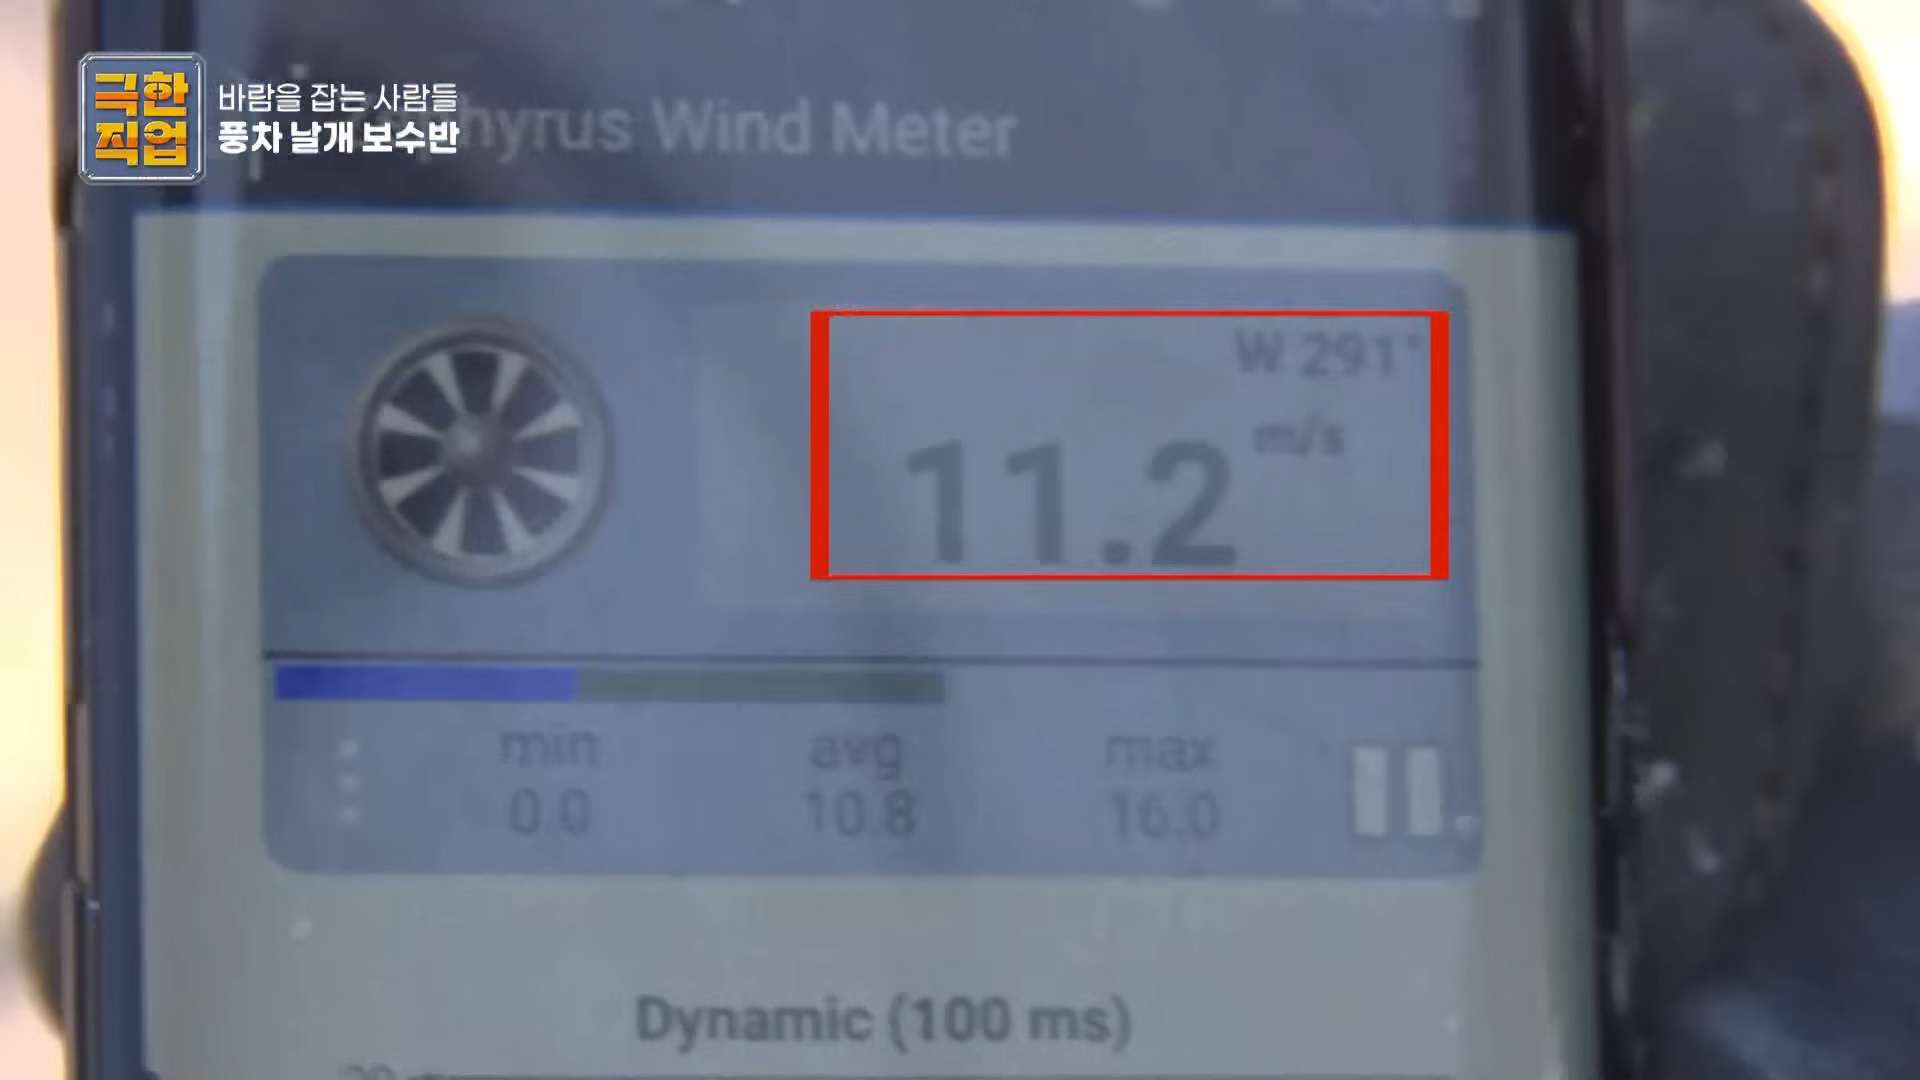 극한
직업
바람을 잡는 사람들
풍차 날개 보수반
hyrus Wind Meter
W 291°
m/s
11.2
min avg max
0.0 10.8 16.0
Dynamic (100 ms)